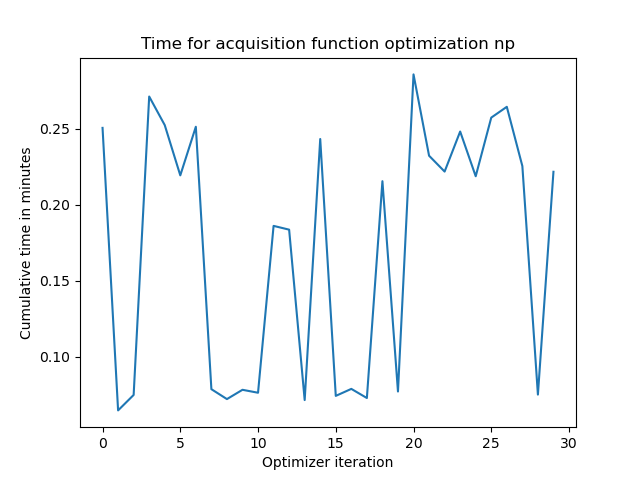 Time for acquisition function optimization np
Cumulative time in minutes
0.25
0.20
0.15
0.10
0 5 10 15 20 25 30
Optimizer iteration